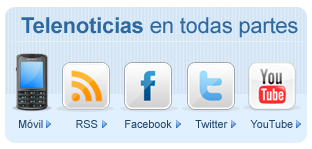 Telenoticias en todas partes
f t You Tube
Móvil RSS Facebook Twitter YouTube